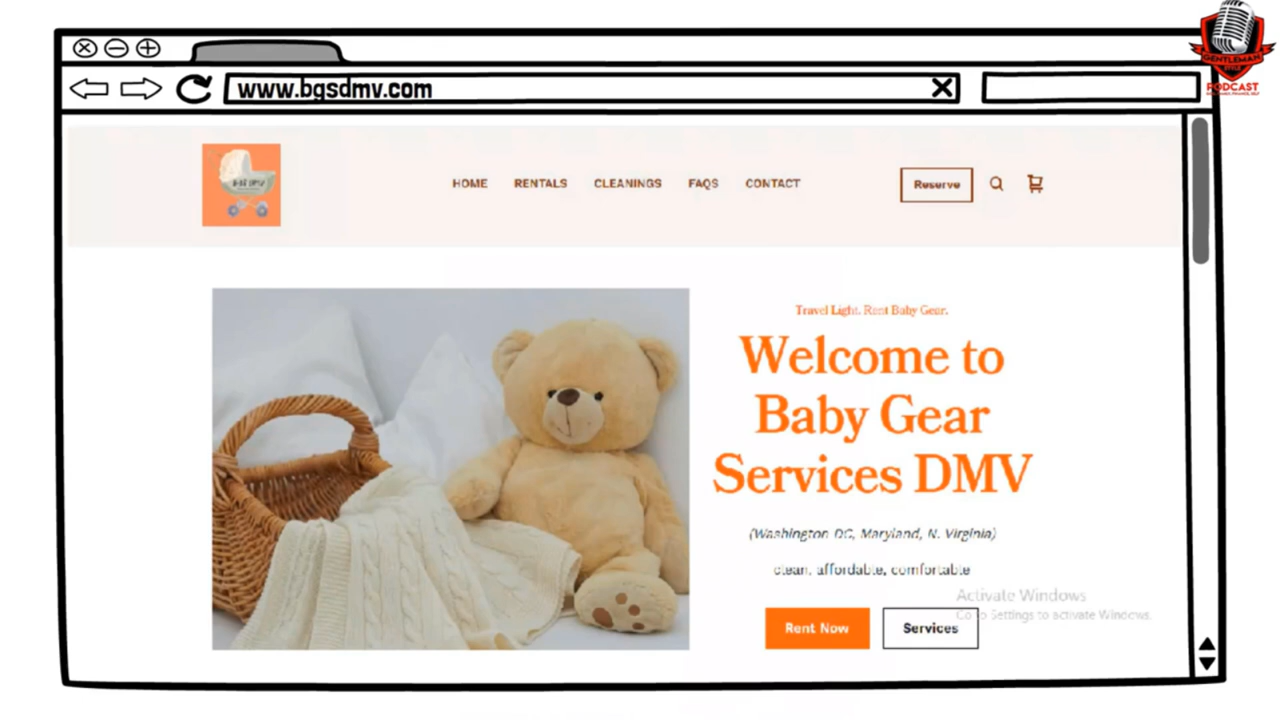 GENTLEMAN
STYLE
PODCAST
www.bgsdmv.com
HOME RENTALS CLEANINGS FAQS CONTACT Reserve
Travel Light. Rent Baby Gear.
Welcome to
Baby Gear
Services DMV
(Washington DC, Maryland, N. Virginia)
clean, affordable, comfortable
Activate Windows
Go to Settings to activate Windows.
Rent Now Services